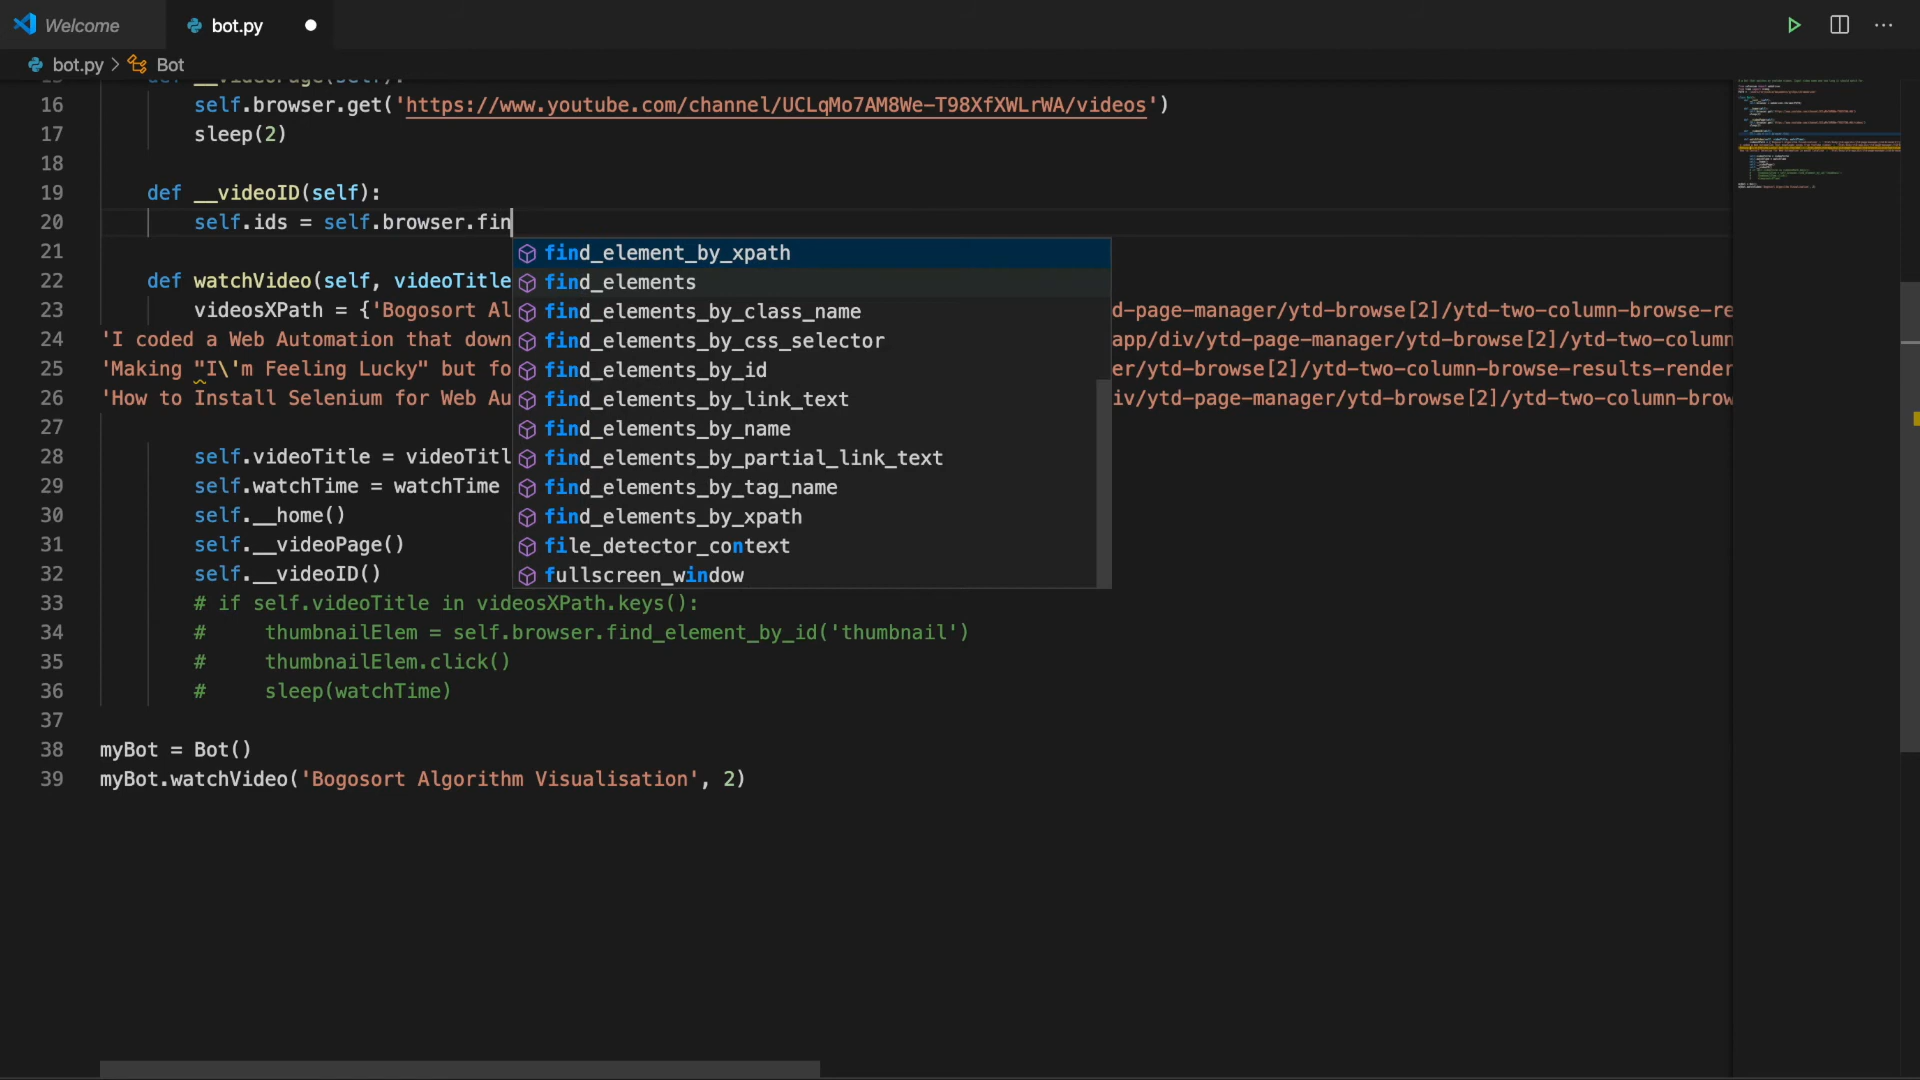 Welcome
bot.py
bot.py > Bot
16 self.browser.get('https://www.youtube.com/channel/UCLqMo7AM8We-T98XfXWLrWA/videos')
17 sleep(2)
18
19 def __videoID(self):
20 self.ids = self.browser.fin
21
22 def watchVideo(self, videoTitle
23 videosXPath = {'Bogosort Al
d-page-manager/ytd-browse[2]/ytd-two-column-browse-re
24 'I coded a Web Automation that down
app/div/ytd-page-manager/ytd-browse[2]/ytd-two-column
25 'Making "I\'m Feeling Lucky" but fo
er/ytd-browse[2]/ytd-two-column-browse-results-render
26 'How to Install Selenium for Web Au
iv/ytd-page-manager/ytd-browse[2]/ytd-two-column-brow
27
28 self.videoTitle = videoTitl
29 self.watchTime = watchTime
30 self.__home()
31 self.__videoPage()
32 self.__videoID()
33 # if self.videoTitle in videosXPath.keys():
34 # thumbnailElem = self.browser.find_element_by_id('thumbnail')
35 # thumbnailElem.click()
36 # sleep(watchTime)
37
38 myBot = Bot()
39 myBot.watchVideo('Bogosort Algorithm Visualisation', 2)
find_element_by_xpath
find_elements
find_elements_by_class_name
find_elements_by_css_selector
find_elements_by_id
find_elements_by_link_text
find_elements_by_name
find_elements_by_partial_link_text
find_elements_by_tag_name
find_elements_by_xpath
file_detector_context
fullscreen_window